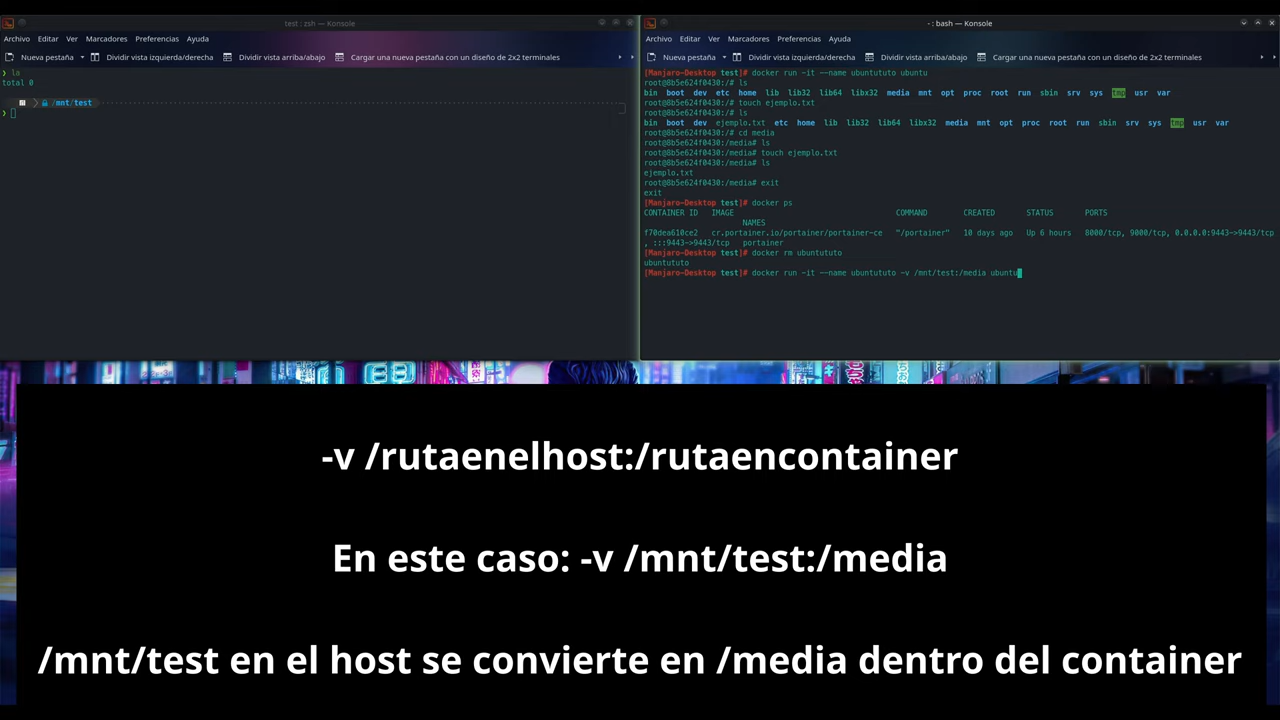 test : zsh — Konsole
Archivo Editar Ver Marcadores Preferencias Ayuda
Nueva pestaña Dividir vista izquierda/derecha Dividir vista arriba/abajo Cargar una nueva pestaña con un diseño de 2x2 terminales
❯ la
total 0
/mnt/test
❯
- : bash — Konsole
Archivo Editar Ver Marcadores Preferencias Ayuda
Nueva pestaña Dividir vista izquierda/derecha Dividir vista arriba/abajo Cargar una nueva pestaña con un diseño de 2x2 terminales
[Manjaro-Desktop test]# docker run -it --name ubuntututo ubuntu
root@8b5e624f0430:/# ls
bin boot dev etc home lib lib32 lib64 libx32 media mnt opt proc root run sbin srv sys tmp usr var
root@8b5e624f0430:/# touch ejemplo.txt
root@8b5e624f0430:/# ls
bin boot dev ejemplo.txt etc home lib lib32 lib64 libx32 media mnt opt proc root run sbin srv sys tmp usr var
root@8b5e624f0430:/# cd media
root@8b5e624f0430:/media# ls
root@8b5e624f0430:/media# touch ejemplo.txt
root@8b5e624f0430:/media# ls
ejemplo.txt
root@8b5e624f0430:/media# exit
exit
[Manjaro-Desktop test]# docker ps
CONTAINER ID IMAGE COMMAND CREATED STATUS PORTS
NAMES
f70dea610ce2 cr.portainer.io/portainer/portainer-ce "/portainer" 10 days ago Up 6 hours 8000/tcp, 9000/tcp, 0.0.0.0:9443->9443/tcp
, :::9443->9443/tcp portainer
[Manjaro-Desktop test]# docker rm ubuntututo
ubuntututo
[Manjaro-Desktop test]# docker run -it --name ubuntututo -v /mnt/test:/media ubuntu
-v /rutaenelhost:/rutaencontainer
En este caso: -v /mnt/test:/media
/mnt/test en el host se convierte en /media dentro del container